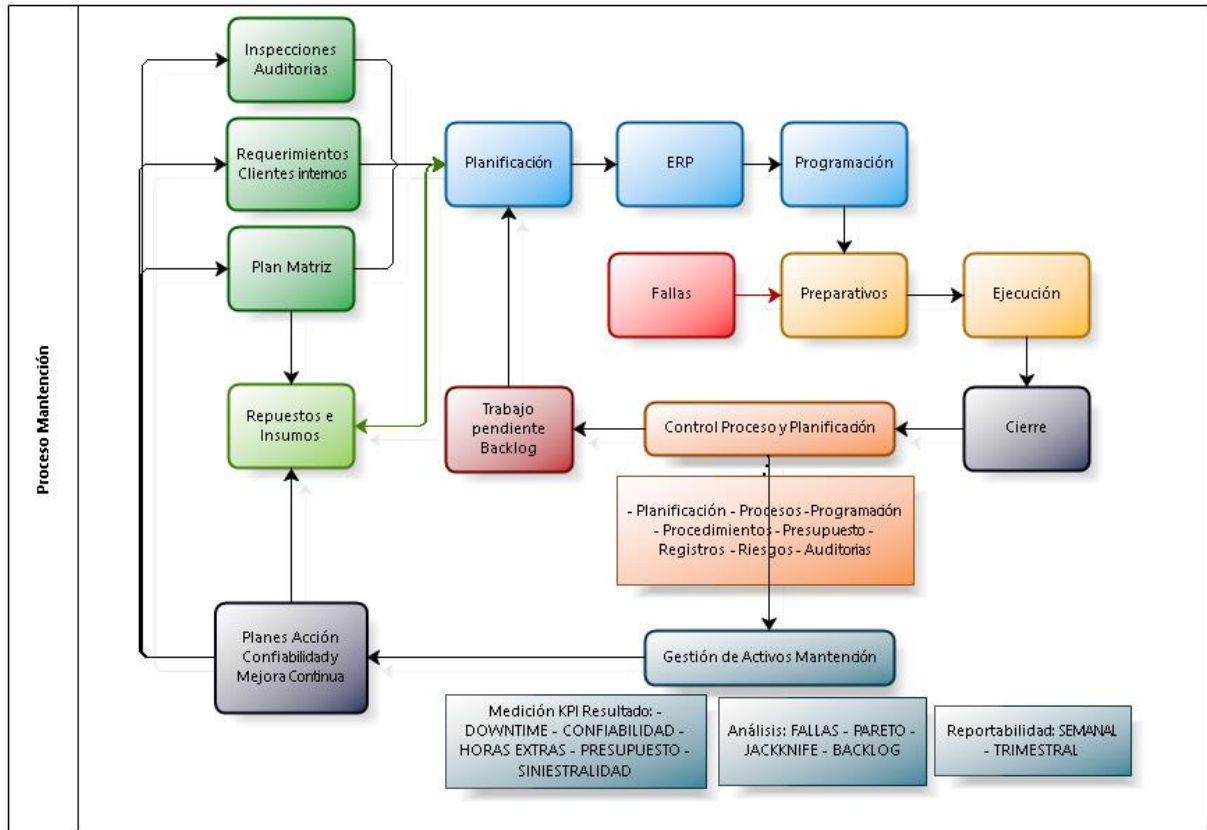 Proceso Mantención
Inspecciones
Auditorias
Requerimientos
Clientes internos
Planificación
ERP
Programación
Plan Matriz
Fallas
Preparativos
Ejecución
Repuestos e
Insumos
Trabajo
pendiente
Backlog
Control Proceso y Planificación
Cierre
- Planificación - Procesos -Programación
- Procedimientos - Presupuesto -
Registros - Riesgos - Auditorias
Planes Acción
Confiabilidad y
Mejora Continua
Gestión de Activos Mantención
Medición KPI Resultado: -
DOWNTIME - CONFIABILIDAD -
HORAS EXTRAS - PRESUPUESTO -
SINIESTRALIDAD
Análisis: FALLAS - PARETO -
JACKKNIFE - BACKLOG
Reportabilidad: SEMANAL
- TRIMESTRAL